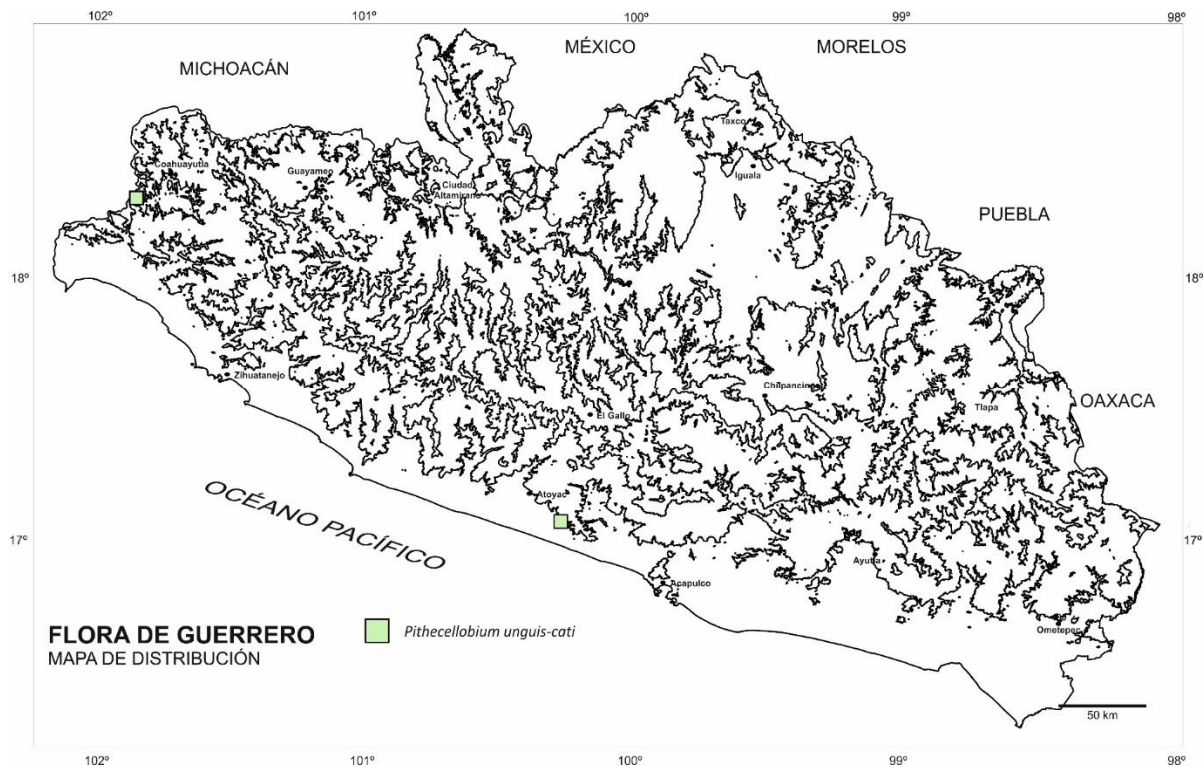 102º 101º 100º 99º 98º
MÉXICO MORELOS
MICHOACÁN
Taxco
Coahuayutla
Guayameo
Iguala
Ciudad
Altamirano
PUEBLA
18º 18º
Zihuatanejo
Chilpancingo
El Gallo
Tlapa
OAXACA
Atoyac
OCÉANO PACÍFICO
17º 17º
Ayutla
Acapulco
FLORA DE GUERRERO
MAPA DE DISTRIBUCIÓN
Pithecellobium unguis-cati
Ometepec
50 km
102º 101º 100º 99º 98º